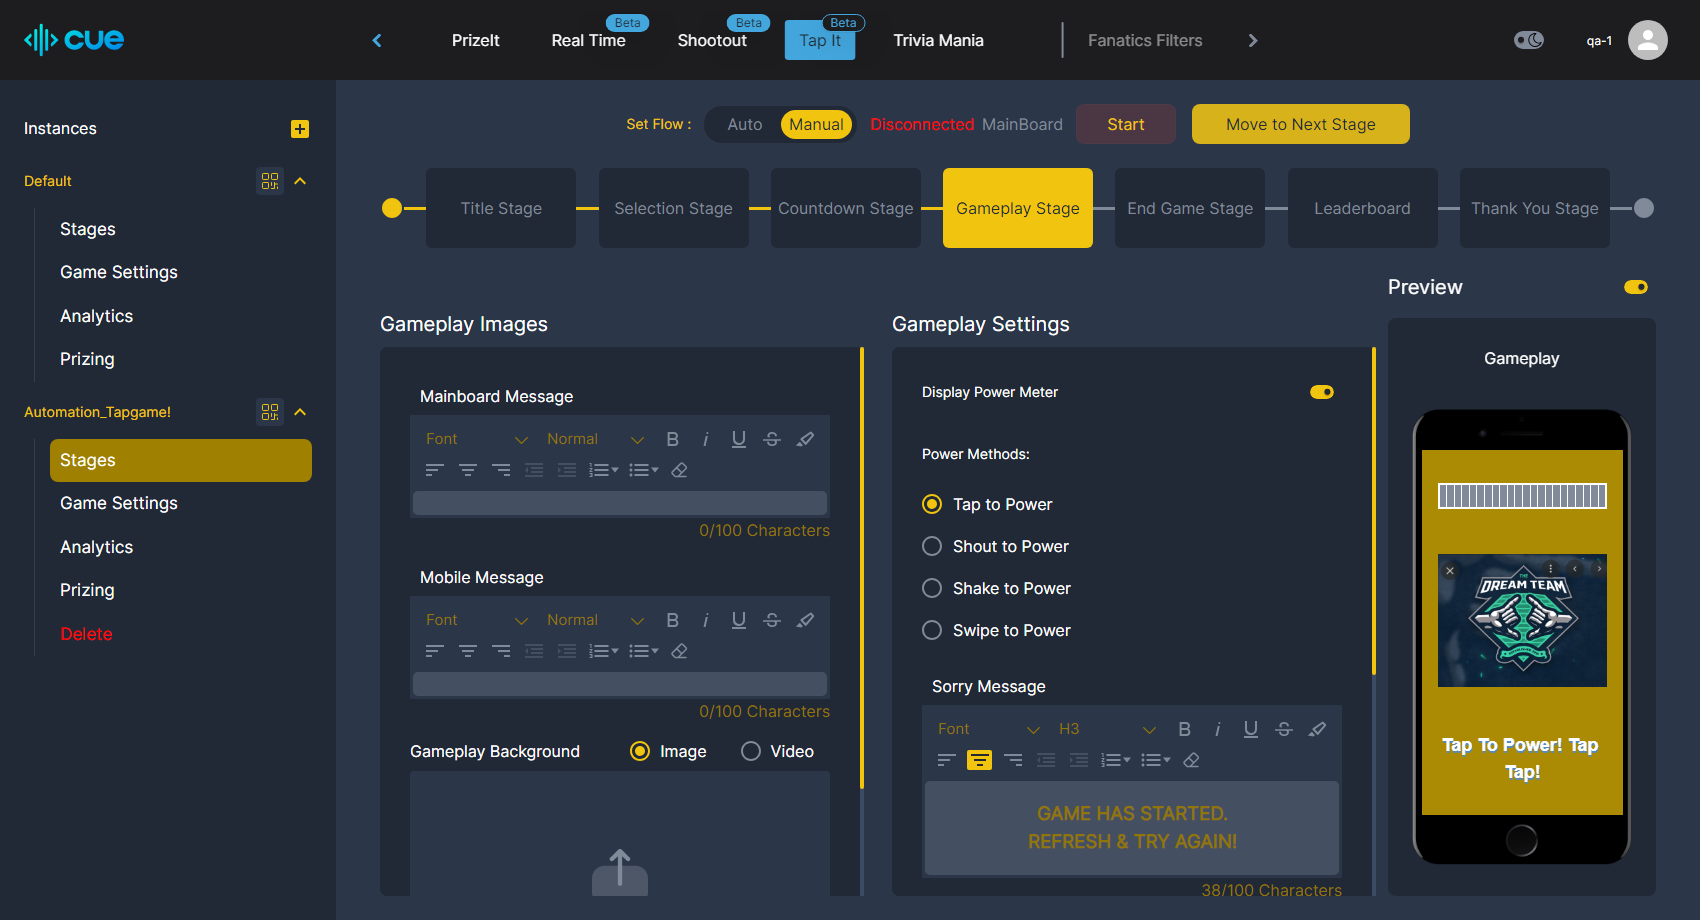 cue
PrizeIt
Real Time
Beta
Shootout
Beta
Tap It
Beta
Trivia Mania
Fanatics Filters
qa-1
Instances
Default
Stages
Game Settings
Analytics
Prizing
Automation_Tapgame!
Stages
Game Settings
Analytics
Prizing
Delete
Set Flow :
Auto
Manual
Disconnected MainBoard
Start
Move to Next Stage
Title Stage
Selection Stage
Countdown Stage
Gameplay Stage
End Game Stage
Leaderboard
Thank You Stage
Gameplay Images
Mainboard Message
Font
Normal
0/100 Characters
Mobile Message
Font
Normal
0/100 Characters
Gameplay Background
Image
Video
Gameplay Settings
Display Power Meter
Power Methods:
Tap to Power
Shout to Power
Shake to Power
Swipe to Power
Sorry Message
Font
H3
GAME HAS STARTED.
REFRESH & TRY AGAIN!
38/100 Characters
Preview
Gameplay
THE
DREAM TEAM
Tap To Power! Tap
Tap!